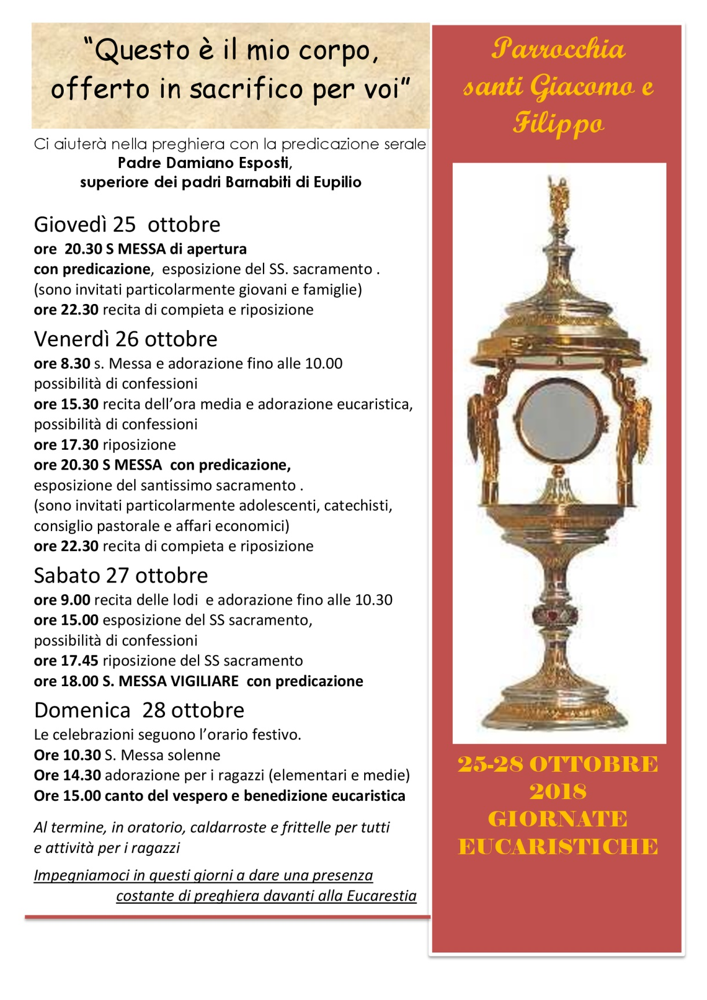 “Questo è il mio corpo,
offerto in sacrifico per voi”
Ci aiuterà nella preghiera con la predicazione serale
Padre Damiano Esposti,
superiore dei padri Barnabiti di Eupilio
Giovedì 25 ottobre
ore 20.30 S MESSA di apertura
con predicazione, esposizione del SS. sacramento .
(sono invitati particolarmente giovani e famiglie)
ore 22.30 recita di compieta e riposizione
Venerdì 26 ottobre
ore 8.30 s. Messa e adorazione fino alle 10.00
possibilità di confessioni
ore 15.30 recita dell’ora media e adorazione eucaristica,
possibilità di confessioni
ore 17.30 riposizione
ore 20.30 S MESSA con predicazione,
esposizione del santissimo sacramento .
(sono invitati particolarmente adolescenti, catechisti,
consiglio pastorale e affari economici)
ore 22.30 recita di compieta e riposizione
Sabato 27 ottobre
ore 9.00 recita delle lodi e adorazione fino alle 10.30
ore 15.00 esposizione del SS sacramento,
possibilità di confessioni
ore 17.45 riposizione del SS sacramento
ore 18.00 S. MESSA VIGILIARE con predicazione
Domenica 28 ottobre
Le celebrazioni seguono l’orario festivo.
Ore 10.30 S. Messa solenne
Ore 14.30 adorazione per i ragazzi (elementari e medie)
Ore 15.00 canto del vespero e benedizione eucaristica
Al termine, in oratorio, caldarroste e frittelle per tutti
e attività per i ragazzi
Impegniamoci in questi giorni a dare una presenza
costante di preghiera davanti alla Eucarestia
Parrocchia
santi Giacomo e
Filippo
25-28 OTTOBRE
2018
GIORNATE
EUCARISTICHE